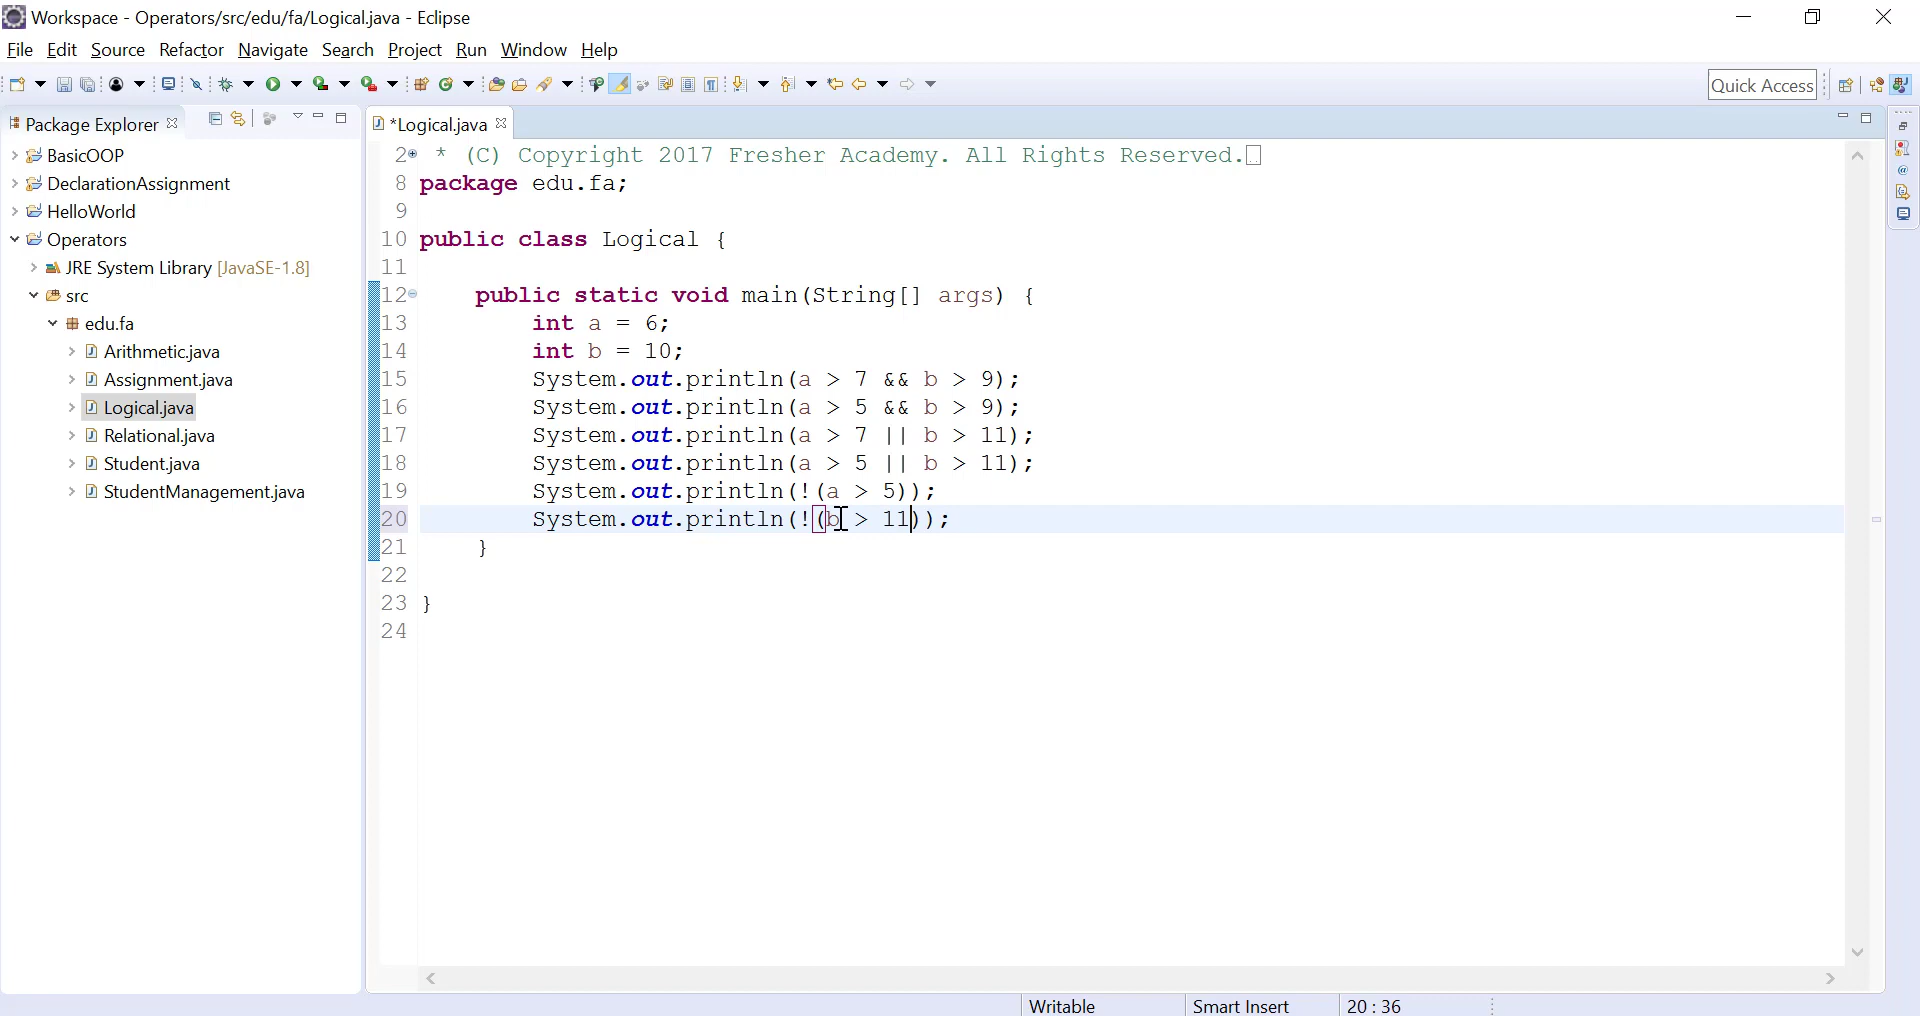 Workspace - Operators/src/edu/fa/Logical.java - Eclipse
File Edit Source Refactor Navigate Search Project Run Window Help
Quick Access
Package Explorer
BasicOOP
DeclarationAssignment
HelloWorld
Operators
JRE System Library [JavaSE-1.8]
src
edu.fa
Arithmetic.java
Assignment.java
Logical.java
Relational.java
Student.java
StudentManagement.java
*Logical.java
2 * (C) Copyright 2017 Fresher Academy. All Rights Reserved.
8 package edu.fa;
9
10 public class Logical {
11
12 public static void main(String[] args) {
13 int a = 6;
14 int b = 10;
15 System.out.println(a > 7 && b > 9);
16 System.out.println(a > 5 && b > 9);
17 System.out.println(a > 7 || b > 11);
18 System.out.println(a > 5 || b > 11);
19 System.out.println(!(a > 5));
20 System.out.println(!(b > 11));
21 }
22
23 }
24
Writable Smart Insert 20 : 36